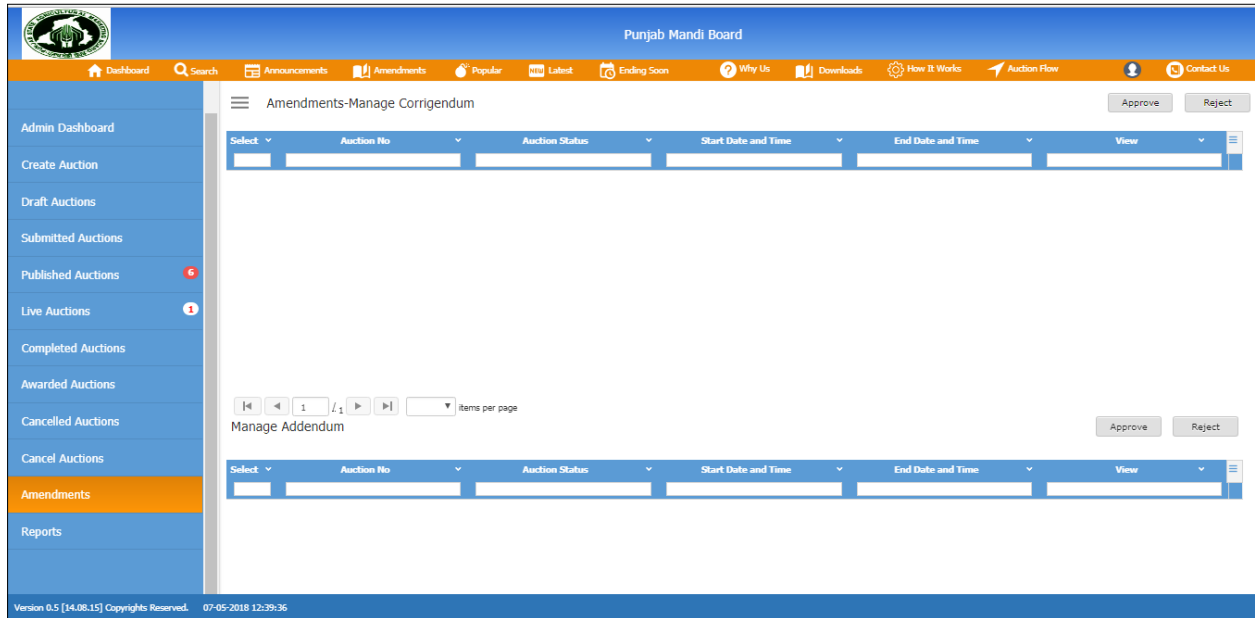 Punjab Mandi Board
Dashboard Search Announcements Amendments Popular NEW Latest Ending Soon Why Us Downloads How It Works Auction Flow Contact Us
Amendments-Manage Corrigendum Approve Reject
Admin Dashboard
Select Auction No Auction Status Start Date and Time End Date and Time View
Create Auction
Draft Auctions
Submitted Auctions
Published Auctions 6
Live Auctions 1
Completed Auctions
Awarded Auctions
1 / 1 items per page
Cancelled Auctions
Manage Addendum Approve Reject
Cancel Auctions
Select Auction No Auction Status Start Date and Time End Date and Time View
Amendments
Reports
Version 0.5 [14.08.15] Copyrights Reserved. 07-05-2018 12:39:36